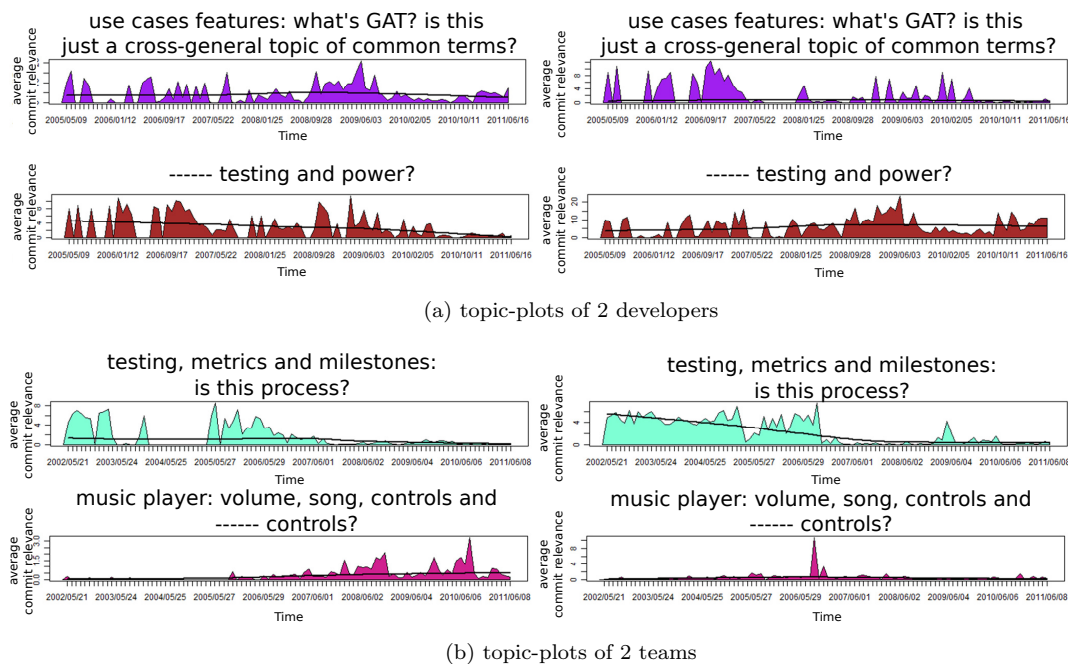 use cases features: what's GAT? is this
just a cross-general topic of common terms?
average
commit relevance
2005/05/09 2006/01/12 2006/09/17 2007/05/22 2008/01/25 2008/09/28 2009/06/03 2010/02/05 2010/10/11 2011/06/16
Time
use cases features: what's GAT? is this
just a cross-general topic of common terms?
average
commit relevance
0 4 8
2005/05/09 2006/01/12 2006/09/17 2007/05/22 2008/01/25 2008/09/28 2009/06/03 2010/02/05 2010/10/11 2011/06/16
Time
------ testing and power?
average
commit relevance
0 4 8
2005/05/09 2006/01/12 2006/09/17 2007/05/22 2008/01/25 2008/09/28 2009/06/03 2010/02/05 2010/10/11 2011/06/16
Time
------ testing and power?
average
commit relevance
0 10 20
2005/05/09 2006/01/12 2006/09/17 2007/05/22 2008/01/25 2008/09/28 2009/06/03 2010/02/05 2010/10/11 2011/06/16
Time
(a) topic-plots of 2 developers
testing, metrics and milestones:
is this process?
average
commit relevance
0 4 8
2002/05/21 2003/05/24 2004/05/25 2005/05/27 2006/05/29 2007/06/01 2008/06/02 2009/06/04 2010/06/06 2011/06/08
Time
testing, metrics and milestones:
is this process?
average
commit relevance
0 4
2002/05/21 2003/05/24 2004/05/25 2005/05/27 2006/05/29 2007/06/01 2008/06/02 2009/06/04 2010/06/06 2011/06/08
Time
music player: volume, song, controls and
------ controls?
average
commit relevance
0.0 1.5 3.0
2002/05/21 2003/05/24 2004/05/25 2005/05/27 2006/05/29 2007/06/01 2008/06/02 2009/06/04 2010/06/06 2011/06/08
Time
music player: volume, song, controls and
------ controls?
average
commit relevance
0 4 8
2002/05/21 2003/05/24 2004/05/25 2005/05/27 2006/05/29 2007/06/01 2008/06/02 2009/06/04 2010/06/06 2011/06/08
Time
(b) topic-plots of 2 teams